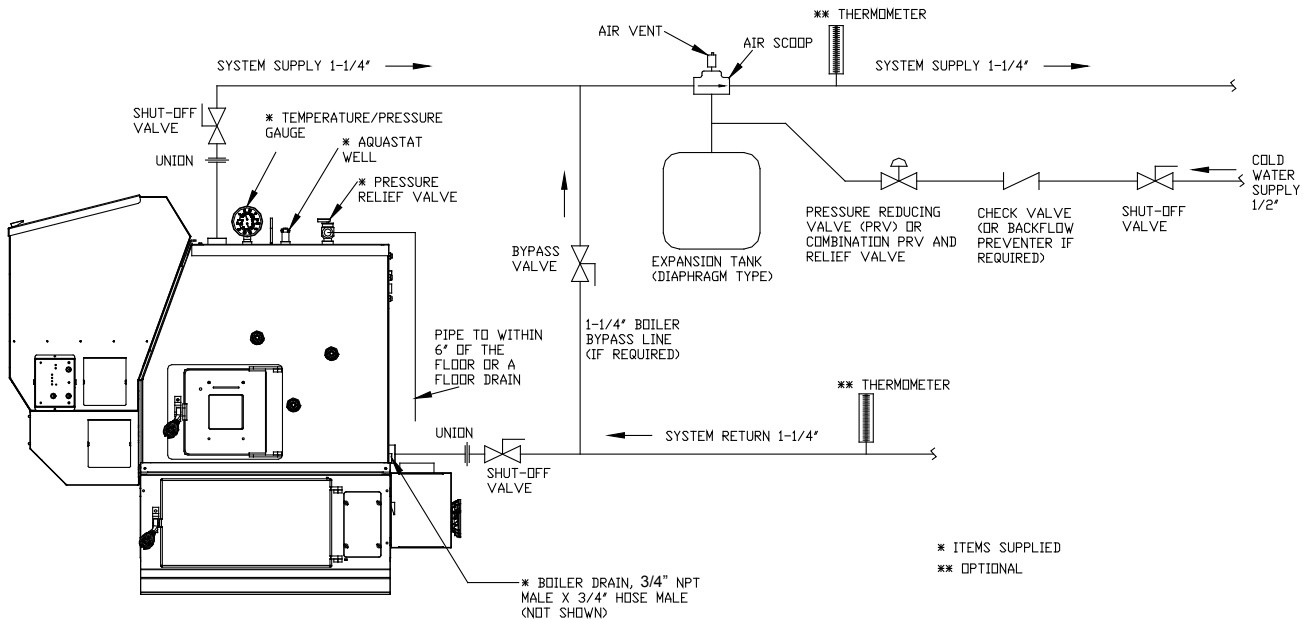 ** THERMOMETER
AIR VENT
AIR SCOOP
SYSTEM SUPPLY 1-1/4"
SYSTEM SUPPLY 1-1/4"
SHUT-OFF
VALVE
* TEMPERATURE/PRESSURE
GAUGE
* AQUASTAT
WELL
UNION
* PRESSURE
RELIEF VALVE
COLD
WATER
SUPPLY
1/2"
PRESSURE REDUCING
VALVE (PRV) OR
COMBINATION PRV AND
RELIEF VALVE
CHECK VALVE
(OR BACKFLOW
PREVENTER IF
REQUIRED)
SHUT-OFF
VALVE
BYPASS
VALVE
EXPANSION TANK
(DIAPHRAGM TYPE)
1-1/4" BOILER
BYPASS LINE
(IF REQUIRED)
PIPE TO WITHIN
6" OF THE
FLOOR OR A
FLOOR DRAIN
** THERMOMETER
UNION
SYSTEM RETURN 1-1/4"
SHUT-OFF
VALVE
* ITEMS SUPPLIED
** OPTIONAL
* BOILER DRAIN, 3/4" NPT
MALE X 3/4" HOSE MALE
(NOT SHOWN)